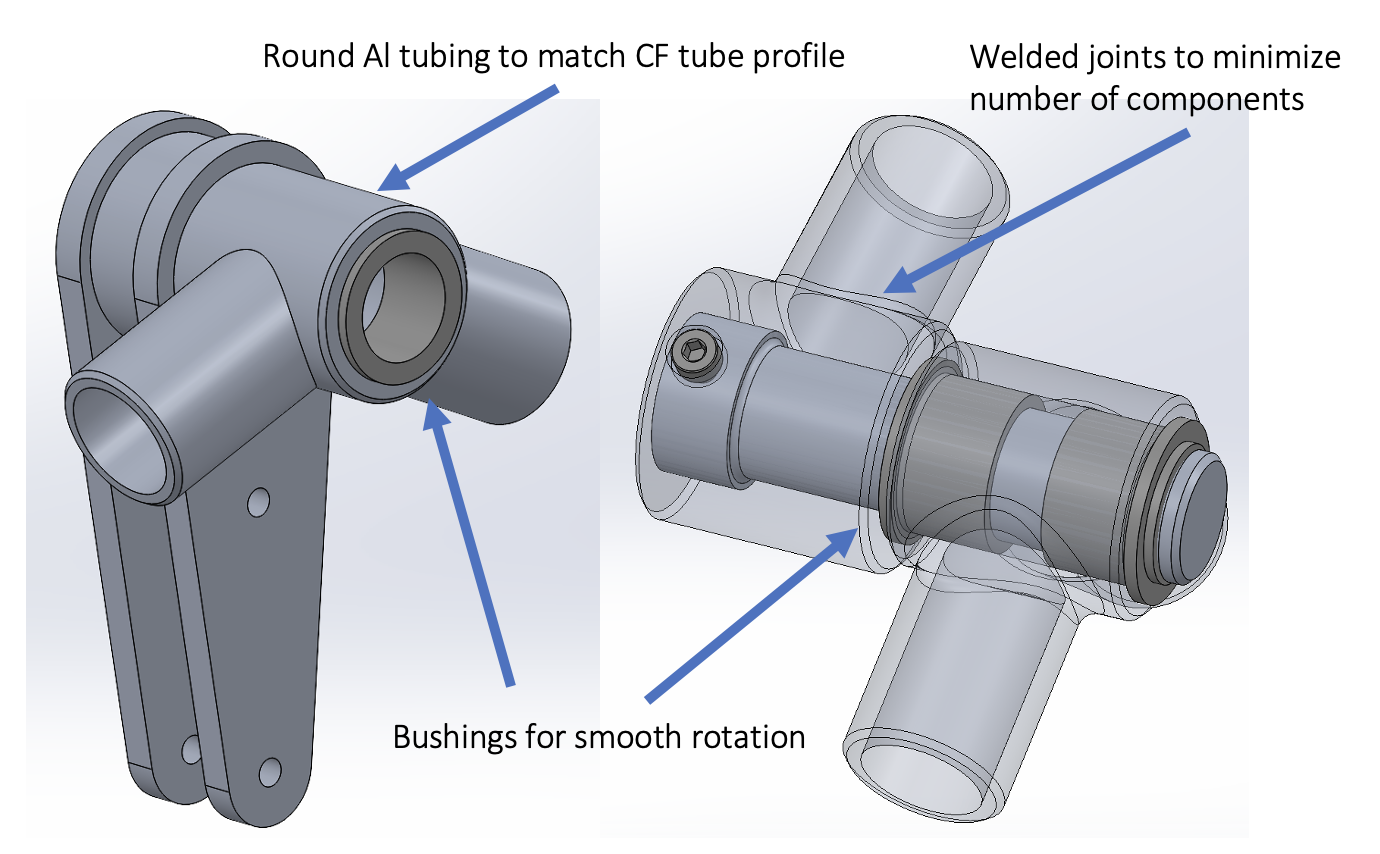 Round Al tubing to match CF tube profile
Welded joints to minimize
number of components
Bushings for smooth rotation